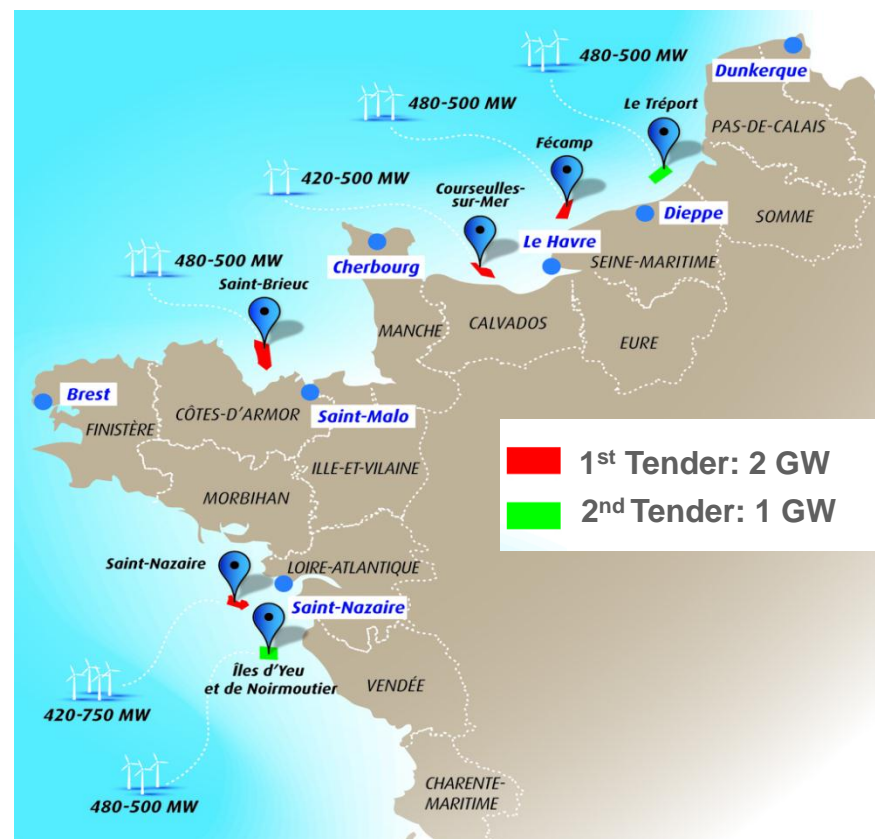 480-500 MW
Dunkerque
480-500 MW
Le Tréport
PAS-DE-CALAIS
Fécamp
420-500 MW
Courseulles-
sur-Mer
Dieppe
SOMME
Le Havre
480-500 MW
Cherbourg
SEINE-MARITIME
Saint-Brieuc
MANCHE
CALVADOS
EURE
Brest
CÔTES-D'ARMOR
Saint-Malo
FINISTÈRE
ILLE-ET-VILAINE
1st Tender: 2 GW
MORBIHAN
2nd Tender: 1 GW
Saint-Nazaire
LOIRE-ATLANTIQUE
Saint-Nazaire
Îles d'Yeu
et de Noirmoutier
VENDÉE
420-750 MW
480-500 MW
CHARENTE-
MARITIME